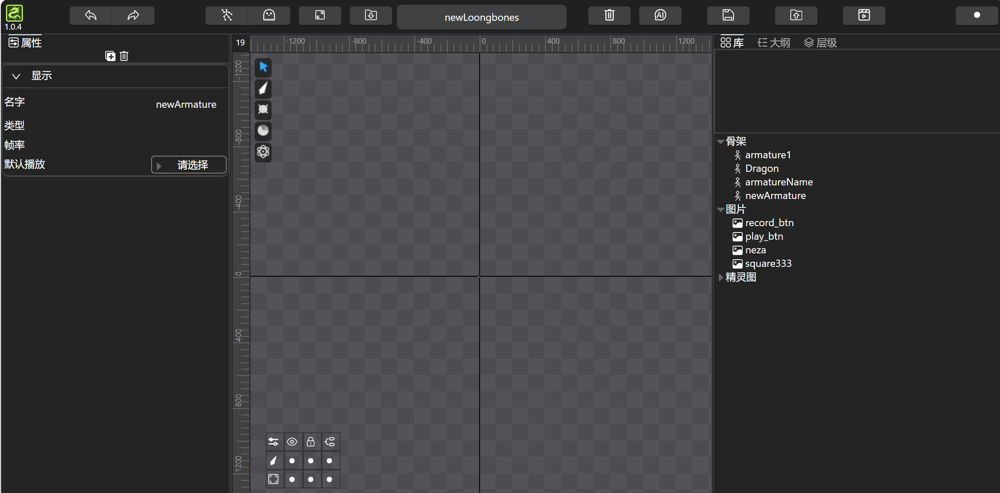 1.0.4
AI
newLoongbones
属性
显示
名字
newArmature
类型
帧率
默认播放
请选择
19
-1200
-800
-400
0
400
800
1200
-1200
-800
-400
0
400
800
1200
库
大纲
层级
骨架
armature1
Dragon
armatureName
newArmature
图片
record_btn
play_btn
neza
square333
精灵图